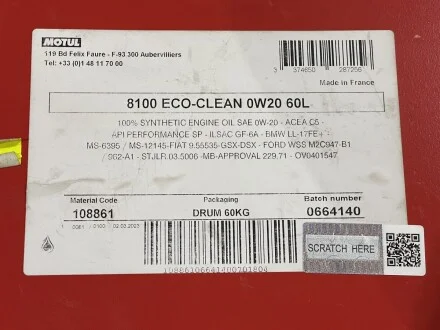 MOTUL
119 Bd Felix Faure - F-93 300 Aubervilliers
Tel: +33 (0)1 48 11 70 00
3 374650 287256
Made in France
8100 ECO-CLEAN 0W20 60L
100% SYNTHETIC ENGINE OIL SAE 0W-20 - ACEA C5 -
API PERFORMANCE SP - ILSAC GF-6A - BMW LL-17FE+ -
MS-6395 / MS-12145-FIAT 9.55535-GSX-DSX - FORD WSS M2C947-B1
/ 962-A1 - STJLR.03.5006 -MB-APPROVAL 229.71 - OV0401547
Material Code Packaging Batch number
108861 DRUM 60KG 0664140
SCRATCH HERE